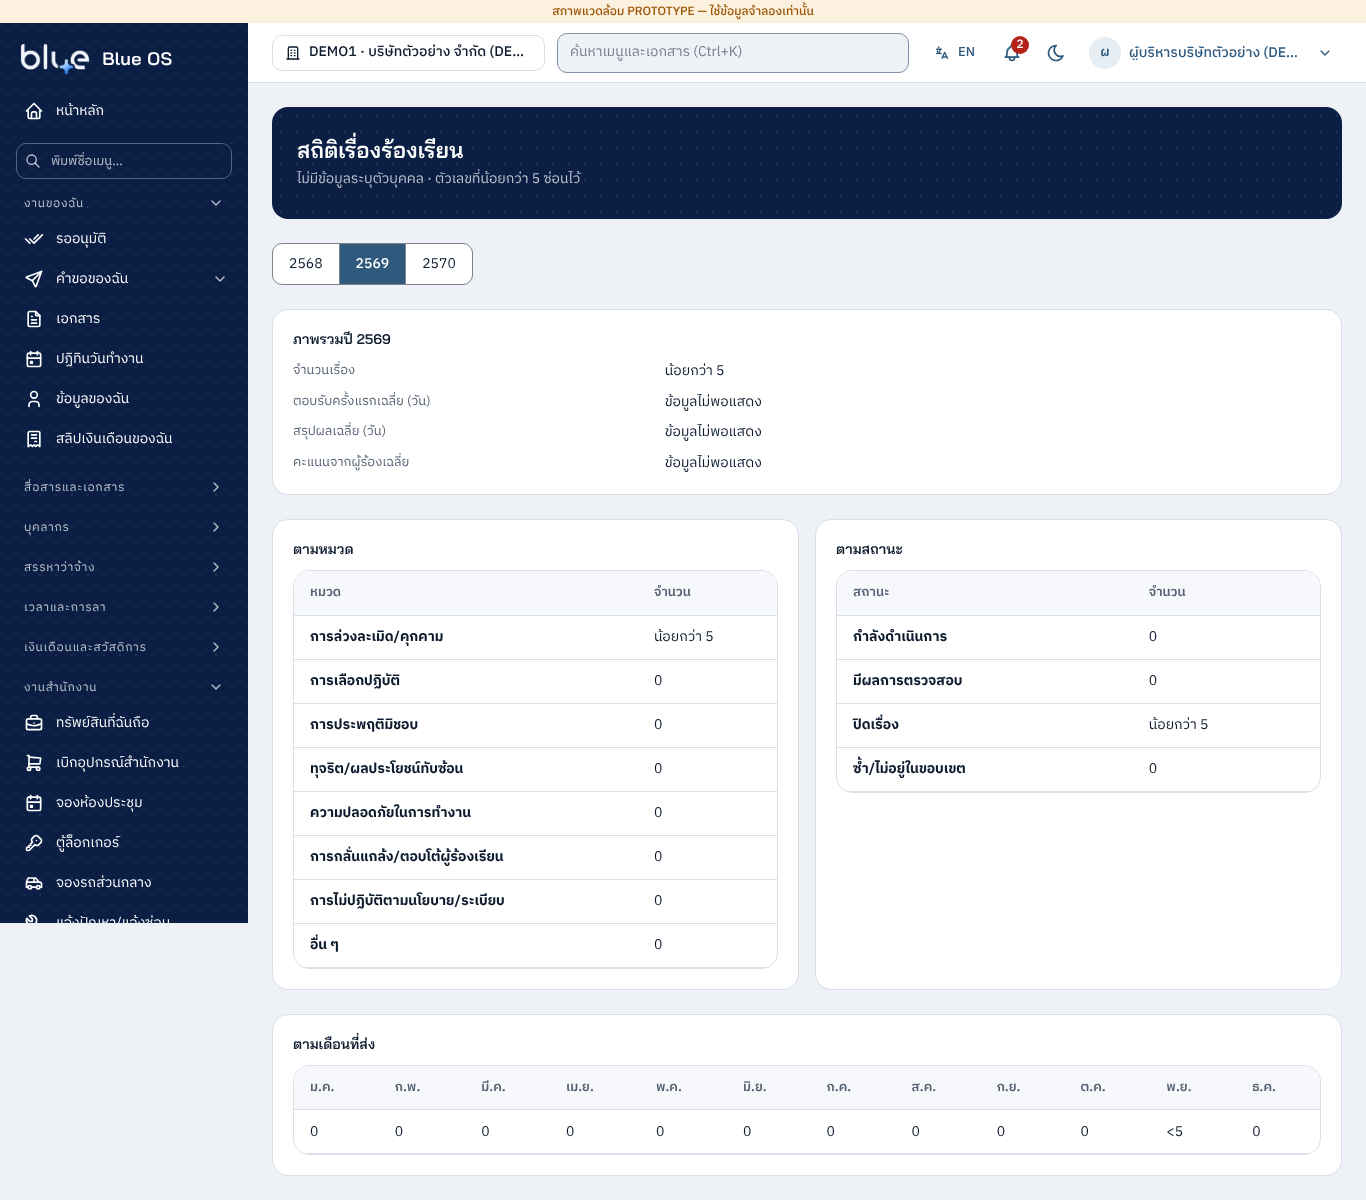 สภาพแวดล้อม PROTOTYPE — ใช้ข้อมูลจำลองเท่านั้น
blue Blue OS
DEMO1 · บริษัทตัวอย่าง จำกัด (DE...
ค้นหาเมนูและเอกสาร (Ctrl+K)
EN
2
ผ
ผู้บริหารบริษัทตัวอย่าง (DE...
หน้าหลัก
พิมพ์ชื่อเมนู...
งานของฉัน
รออนุมัติ
คำขอของฉัน
เอกสาร
ปฏิทินวันทำงาน
ข้อมูลของฉัน
สลิปเงินเดือนของฉัน
สื่อสารและเอกสาร
บุคลากร
สรรหาว่าจ้าง
เวลาและการลา
เงินเดือนและสวัสดิการ
งานสำนักงาน
ทรัพย์สินที่ฉันถือ
เบิกอุปกรณ์สำนักงาน
จองห้องประชุม
ตู้ล็อกเกอร์
จองรถส่วนกลาง
แจ้งปัญหา/แจ้งซ่อม
สถิติเรื่องร้องเรียน
ไม่มีข้อมูลระบุตัวบุคคล · ตัวเลขที่น้อยกว่า 5 ซ่อนไว้
2568 2569 2570
ภาพรวมปี 2569
จำนวนเรื่อง น้อยกว่า 5
ตอบรับครั้งแรกเฉลี่ย (วัน) ข้อมูลไม่พอแสดง
สรุปผลเฉลี่ย (วัน) ข้อมูลไม่พอแสดง
คะแนนจากผู้ร้องเฉลี่ย ข้อมูลไม่พอแสดง
ตามหมวด
หมวด จำนวน
การล่วงละเมิด/คุกคาม น้อยกว่า 5
การเลือกปฏิบัติ 0
การประพฤติมิชอบ 0
ทุจริต/ผลประโยชน์ทับซ้อน 0
ความปลอดภัยในการทำงาน 0
การกลั่นแกล้ง/ตอบโต้ผู้ร้องเรียน 0
การไม่ปฏิบัติตามนโยบาย/ระเบียบ 0
อื่น ๆ 0
ตามสถานะ
สถานะ จำนวน
กำลังดำเนินการ 0
มีผลการตรวจสอบ 0
ปิดเรื่อง น้อยกว่า 5
ซ้ำ/ไม่อยู่ในขอบเขต 0
ตามเดือนที่ส่ง
ม.ค. ก.พ. มี.ค. เม.ย. พ.ค. มิ.ย. ก.ค. ส.ค. ก.ย. ต.ค. พ.ย. ธ.ค.
0 0 0 0 0 0 0 0 0 0 <5 0